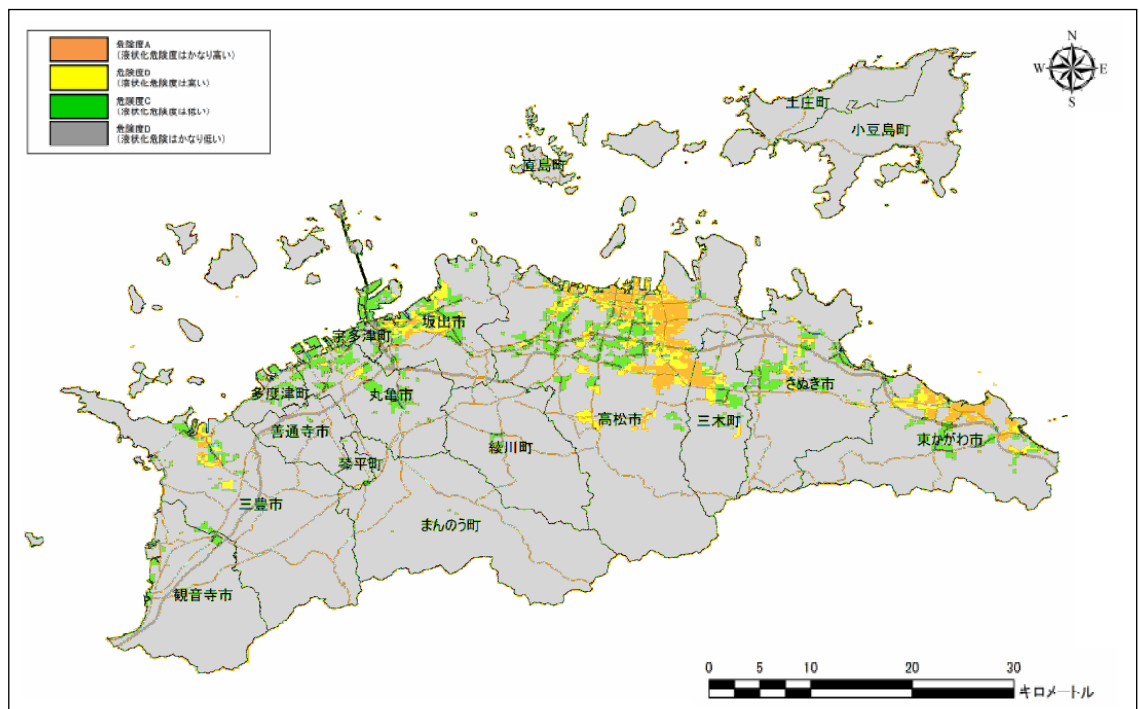 危険度A
(液状化危険度はかなり高い)
危険度B
(液状化危険度は高い)
危険度C
(液状化危険度は低い)
危険度D
(液状化危険はかなり低い)
N
W
E
S
土庄町
小豆島町
直島町
坂出市
宇多津町
多度津町
丸亀市
さぬき市
善通寺市
高松市
三木町
東かがわ市
綾川町
琴平町
三豊市
まんのう町
観音寺市
0 5 10 20 30
キロメートル